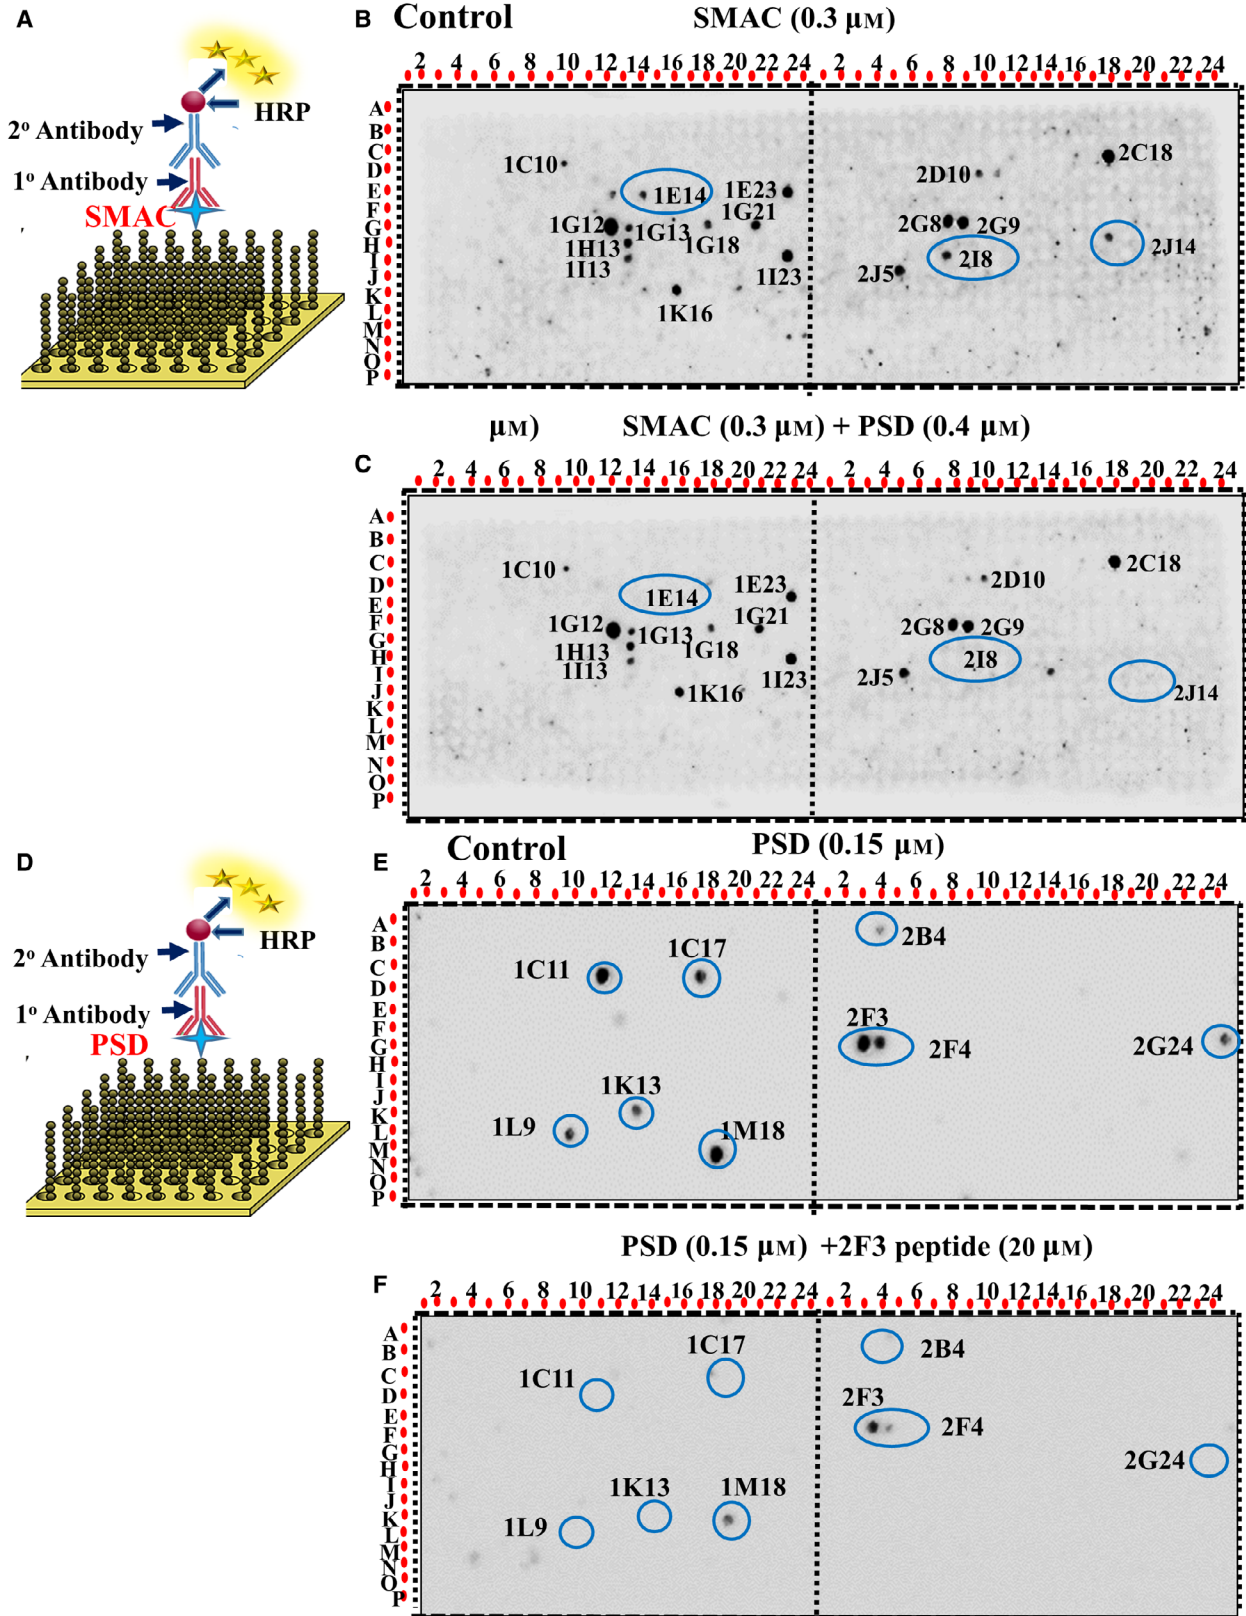 A
HRP
2o Antibody
1o Antibody
SMAC
B Control SMAC (0.3 μM)
2 4 6 8 10 12 14 16 18 20 22 24 2 4 6 8 10 12 14 16 18 20 22 24
A
B
C
D
E
F
G
H
I
J
K
L
M
N
O
P
1C10
1E14
1E23
1G21
1G12
1G13
1G18
1H13
1I13
1I23
1K16
2C18
2D10
2G8
2G9
2I8
2J14
2J5
μM) SMAC (0.3 μM) + PSD (0.4 μM)
C
2 4 6 8 10 12 14 16 18 20 22 24 2 4 6 8 10 12 14 16 18 20 22 24
A
B
C
D
E
F
G
H
I
J
K
L
M
N
O
P
1C10
1E14
1E23
1G21
1G12
1G13
1G18
1H13
1I13
1I23
1K16
2C18
2D10
2G8
2G9
2I8
2J5
2J14
D
HRP
2o Antibody
1o Antibody
PSD
E Control PSD (0.15 μM)
2 4 6 8 10 12 14 16 18 20 22 24 2 4 6 8 10 12 14 16 18 20 22 24
A
B
C
D
E
F
G
H
I
J
K
L
M
N
O
P
1C11
1C17
1K13
1L9
1M18
2B4
2F3
2F4
2G24
PSD (0.15 μM) +2F3 peptide (20 μM)
F
2 4 6 8 10 12 14 16 18 20 22 24 2 4 6 8 10 12 14 16 18 20 22 24
A
B
C
D
E
F
G
H
I
J
K
L
M
N
O
P
1C17
1C11
1K13
1M18
1L9
2B4
2F3
2F4
2G24